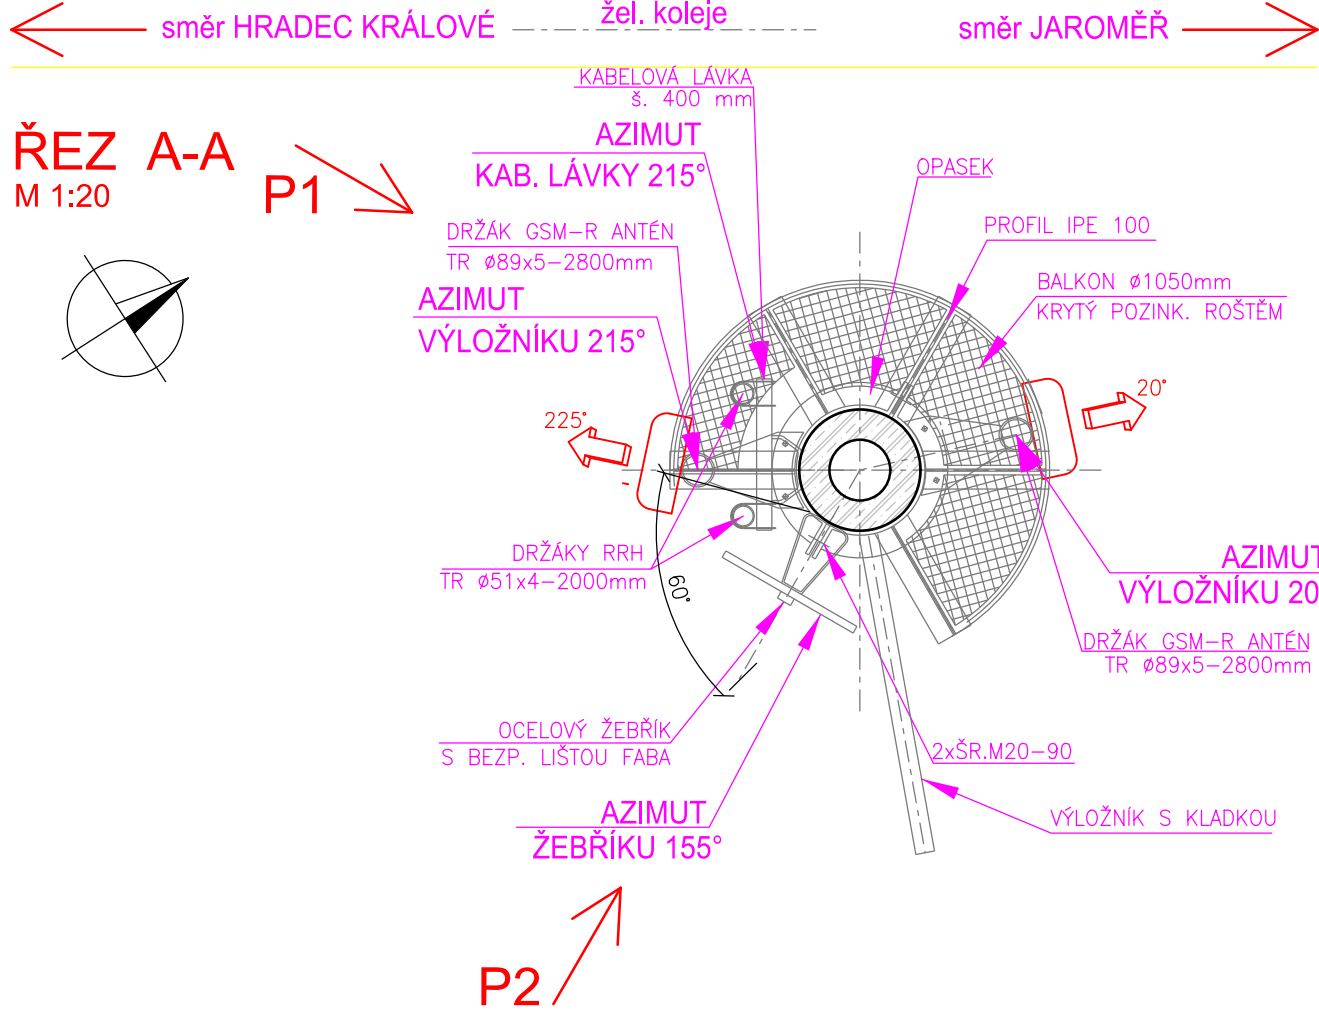 směr HRADEC KRÁLOVÉ
žel. koleje
směr JAROMĚŘ
KABELOVÁ LÁVKA
š. 400 mm
ŘEZ A-A
M 1:20
P1
AZIMUT
KAB. LÁVKY 215°
OPASEK
DRŽÁK GSM-R ANTÉN
TR ø89x5-2800mm
PROFIL IPE 100
AZIMUT
VÝLOŽNÍKU 215°
BALKON ø1050mm
KRYTÝ POZINK. ROŠTĚM
225°
20°
DRŽÁKY RRH
TR ø51x4-2000mm
60°
AZIMUT
VÝLOŽNÍKU 20
DRŽÁK GSM-R ANTÉN
TR ø89x5-2800mm
OCELOVÝ ŽEBŘÍK
S BEZP. LIŠTOU FABA
2xŠR.M20-90
AZIMUT
ŽEBŘÍKU 155°
VÝLOŽNÍK S KLADKOU
P2